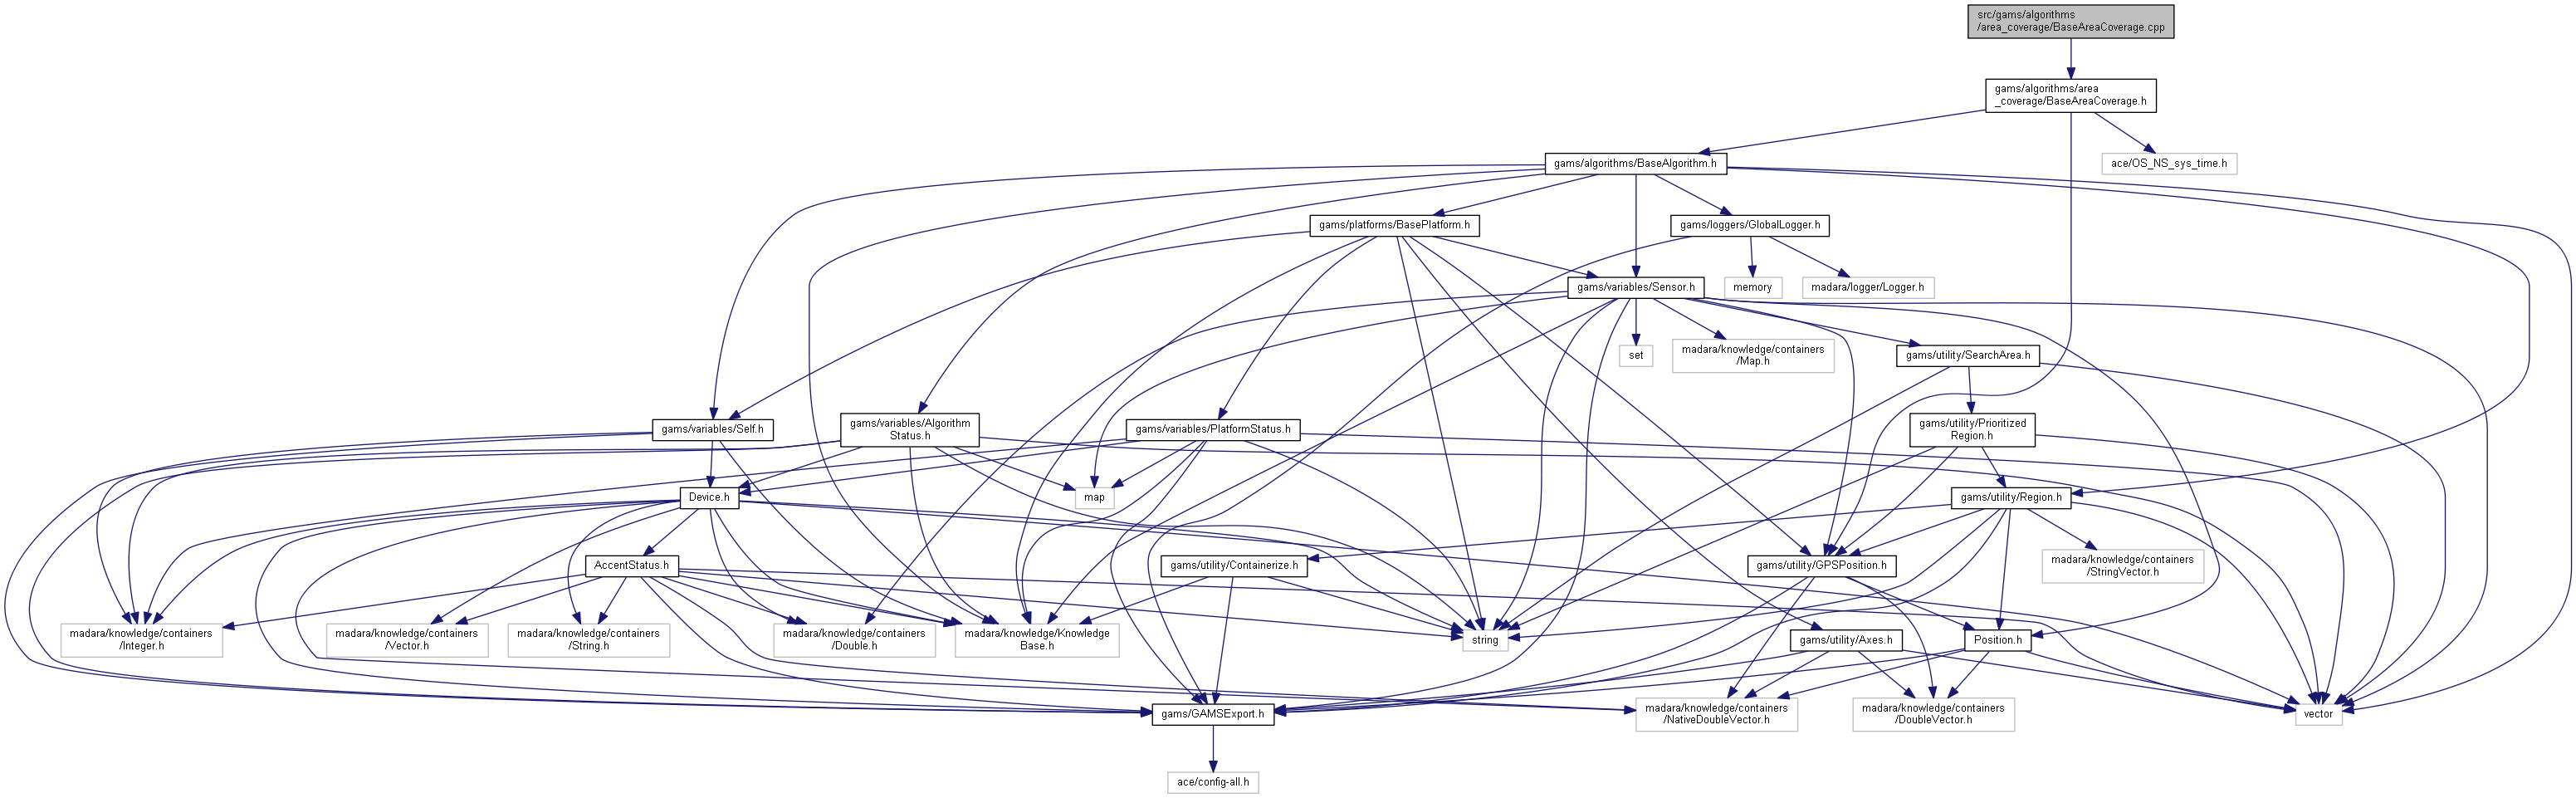 src/gams/algorithms
/area_coverage/BaseAreaCoverage.cpp
gams/algorithms/area
_coverage/BaseAreaCoverage.h
gams/algorithms/BaseAlgorithm.h
ace/OS_NS_sys_time.h
gams/platforms/BasePlatform.h
gams/loggers/GlobalLogger.h
gams/variables/Sensor.h
memory
madara/logger/Logger.h
set
madara/knowledge/containers
/Map.h
gams/utility/SearchArea.h
gams/variables/Self.h
gams/variables/Algorithm
Status.h
gams/variables/PlatformStatus.h
gams/utility/Prioritized
Region.h
Device.h
map
gams/utility/Region.h
AccentStatus.h
gams/utility/Containerize.h
gams/utility/GPSPosition.h
madara/knowledge/containers
/StringVector.h
madara/knowledge/containers
/Integer.h
madara/knowledge/containers
/Vector.h
madara/knowledge/containers
/String.h
madara/knowledge/containers
/Double.h
madara/knowledge/Knowledge
Base.h
string
gams/utility/Axes.h
Position.h
gams/GAMSExport.h
madara/knowledge/containers
/NativeDoubleVector.h
madara/knowledge/containers
/DoubleVector.h
vector
ace/config-all.h